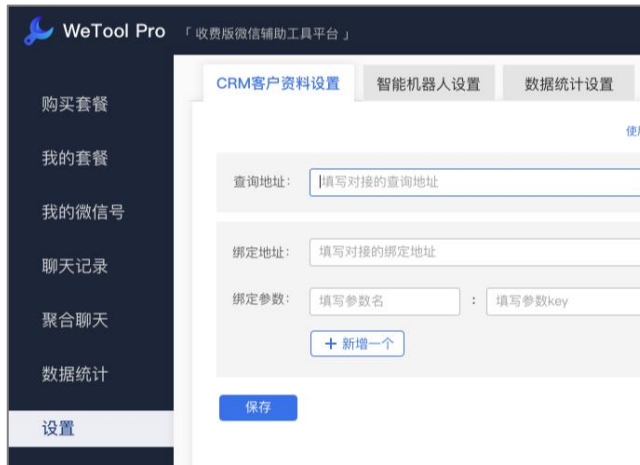 WeTool Pro 「收费版微信辅助工具平台」
CRM客户资料设置 智能机器人设置 数据统计设置
购买套餐
使用
我的套餐
查询地址: 填写对接的查询地址
我的微信号
绑定地址: 填写对接的绑定地址
聊天记录
绑定参数: 填写参数名 : 填写参数key
聚合聊天
+ 新增一个
数据统计
保存
设置